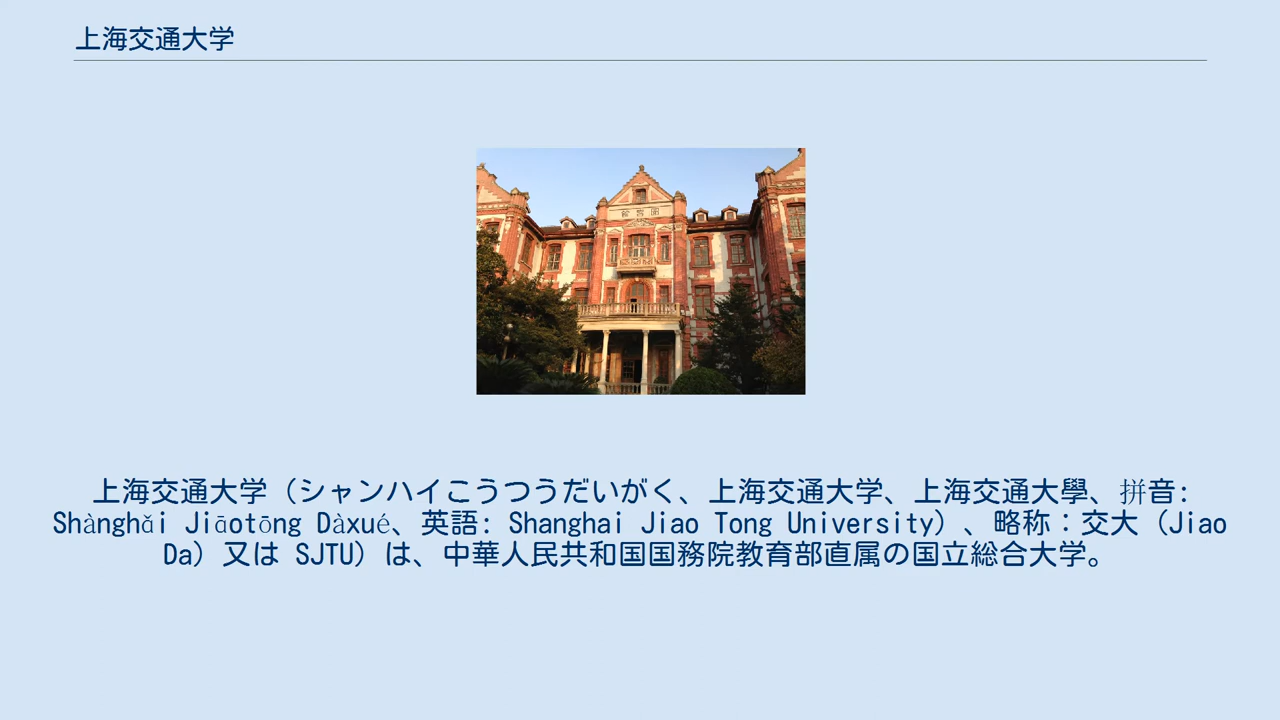 上海交通大学
上海交通大学（シャンハイこうつうだいがく、上海交通大学、上海交通大學、拼音:
Shànghǎi Jiāotōng Dàxué、英語: Shanghai Jiao Tong University）、略称：交大（Jiao
Da）又は SJTU）は、中華人民共和国国務院教育部直属の国立総合大学。